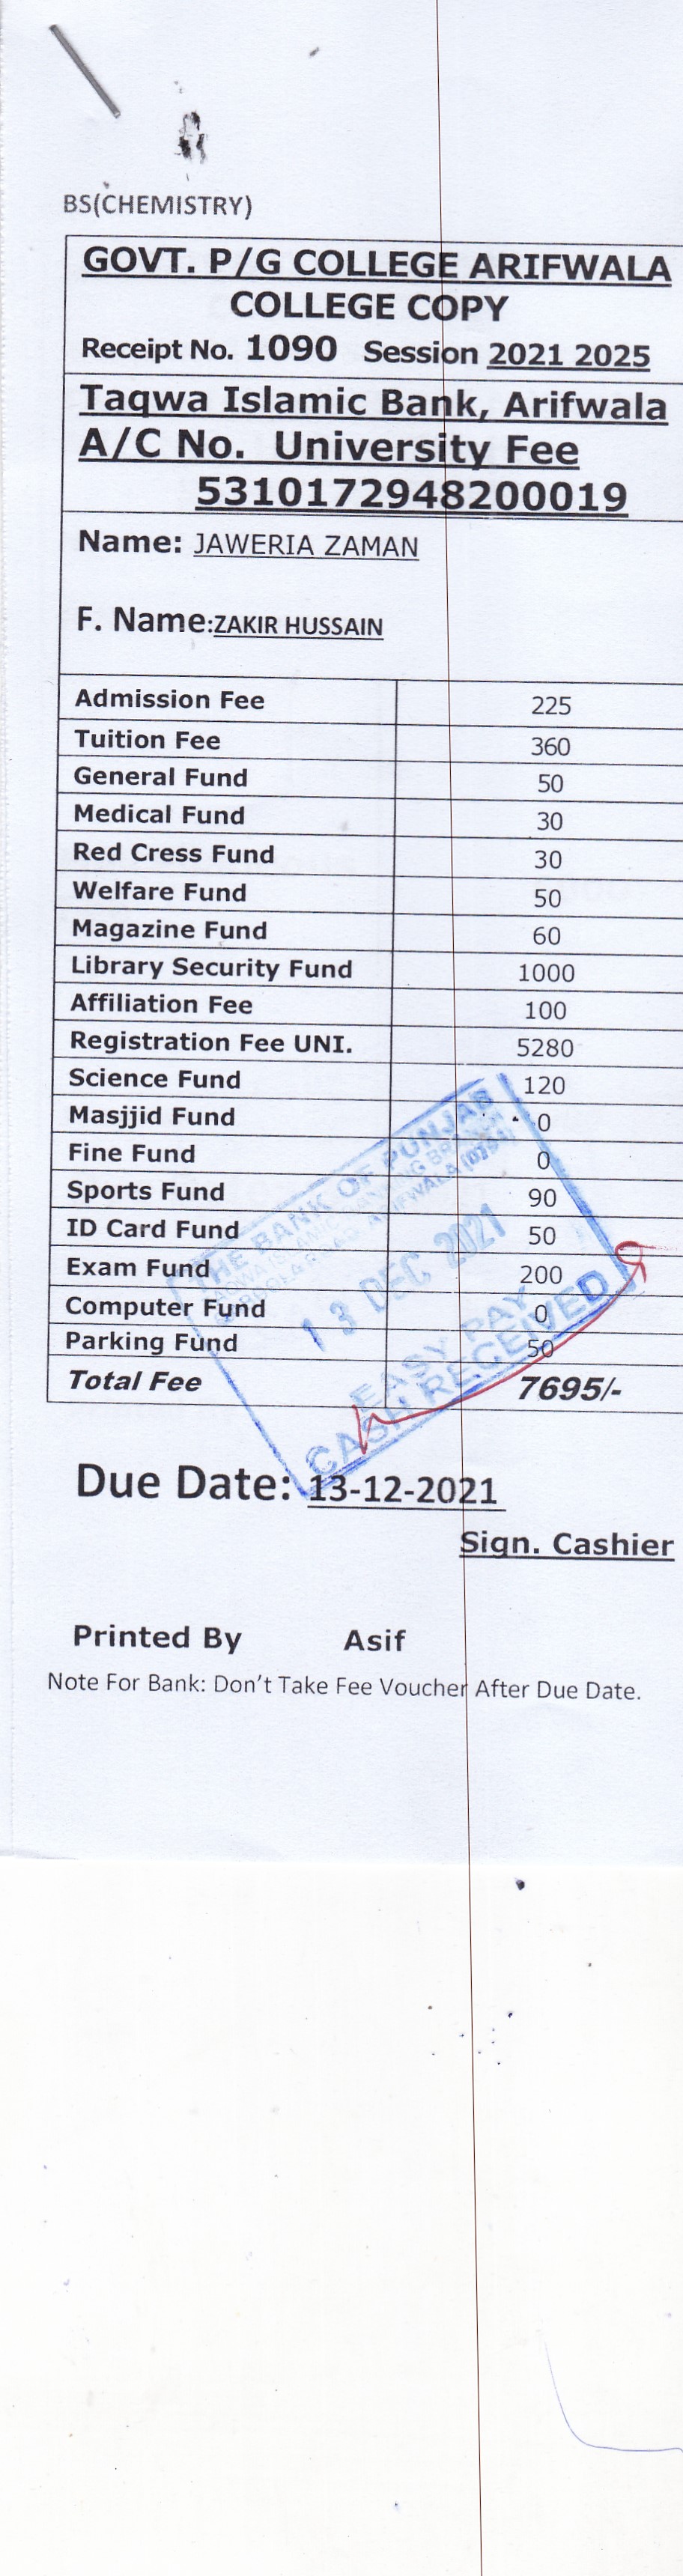 BS(CHEMISTRY)
GOVT. P/G COLLEGE ARIFWALA
COLLEGE COPY
Receipt No. 1090 Session 2021 2025
Taqwa Islamic Bank, Arifwala
A/C No. University Fee
5310172948200019
Name: JAWERIA ZAMAN
F. Name:ZAKIR HUSSAIN
Admission Fee 225
Tuition Fee 360
General Fund 50
Medical Fund 30
Red Cress Fund 30
Welfare Fund 50
Magazine Fund 60
Library Security Fund 1000
Affiliation Fee 100
Registration Fee UNI. 5280
Science Fund 120
Masjjid Fund 0
Fine Fund 0
Sports Fund 90
ID Card Fund 50
Exam Fund 200
Computer Fund 0
Parking Fund 50
Total Fee 7695/-
THE BANK OF PUNJAB
ARIFWALA
13 DEC 2021
EASY PAY
CASH RECEIVED
Due Date: 13-12-2021
Sign. Cashier
Printed By Asif
Note For Bank: Don't Take Fee Voucher After Due Date.